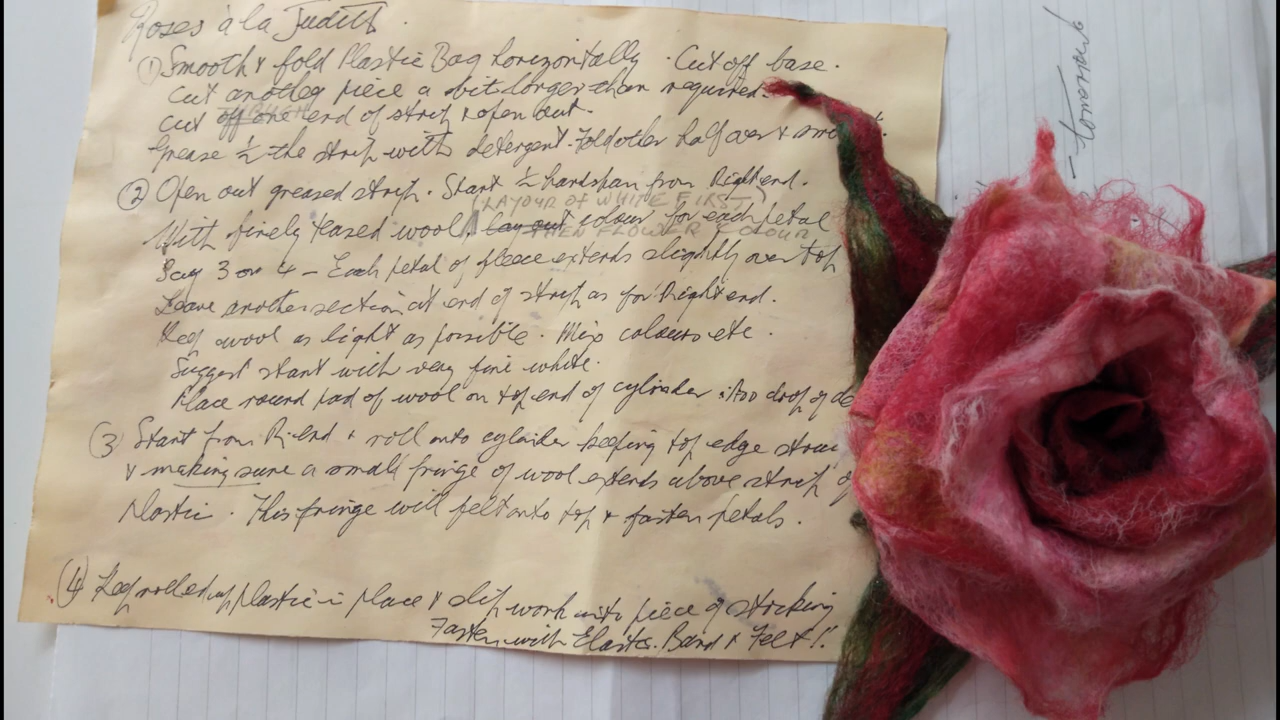 Roses à la Judith.
① Smooth & fold Plastic Bag horizontally. Cut off base.
Cut another piece a bit longer than required.
Cut off one end of strip & open out.
Grease ½ the strip with detergent. Fold other half over &
② Open out greased strip. Start ½ handspan from Right end.
(LAYOUR OF WHITE FIRST)
With finely teased wool, lay out colour for each petal
THEN FLOWER COLOUR
Say 3 or 4 – Each petal of fleece extends slightly over top
Leave another section at end of strip as for Right end.
Keep wool as light as possible. Mix colours etc.
Suggest start with very fine white.
Place round pad of wool on top end of cylinder. Also drop of de
③ Start from R. end & roll onto cylinder keeping top edge
& making sure a small fringe of wool extends above strip of
Plastic. This fringe will felt onto top & fasten petals.
④ Keep rolled up plastic in place & slip work into piece of stocking
Fasten with Elastic Band & Felt!!
– tomorrow?